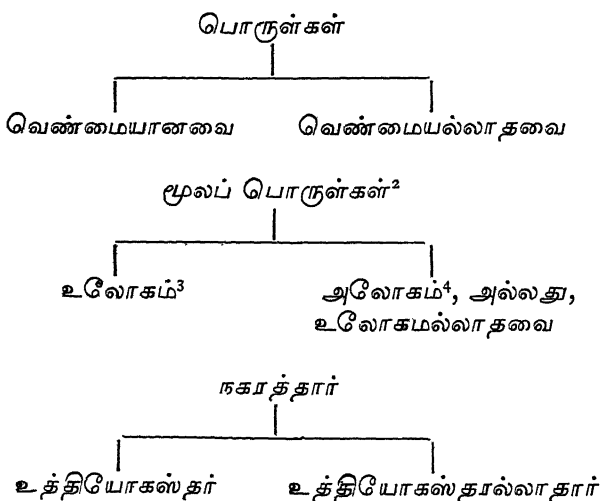 பொருள்கள்
வெண்மையானவை வெண்மையல்லாதவை
மூலப் பொருள்கள்²
உலோகம்³ அலோகம்⁴, அல்லது,
உலோகமல்லாதவை
நகரத்தார்
உத்தியோகஸ்தர் உத்தியோகஸ்தரல்லாதார்